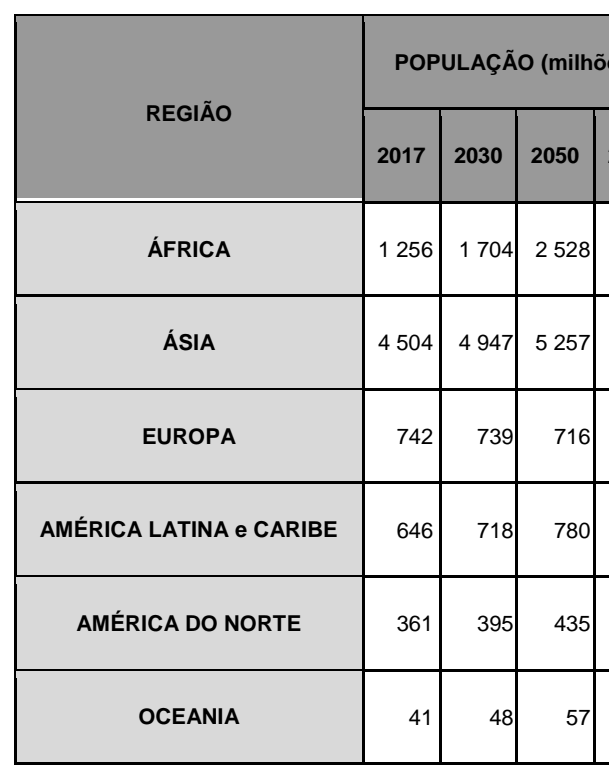 REGIÃO
POPULAÇÃO (milhõ
2017 2030 2050
ÁFRICA 1 256 1 704 2 528
ÁSIA 4 504 4 947 5 257
EUROPA 742 739 716
AMÉRICA LATINA e CARIBE 646 718 780
AMÉRICA DO NORTE 361 395 435
OCEANIA 41 48 57